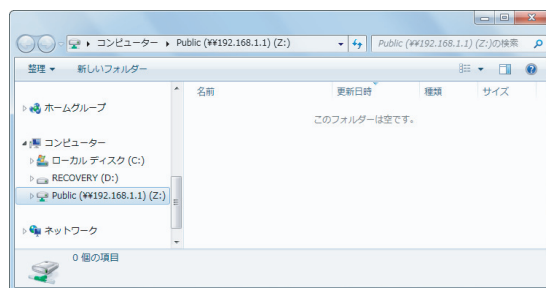 コンピューター ▸ Public (¥¥192.168.1.1) (Z:)
Public (¥¥192.168.1.1) (Z:)の検索
整理 ▼ 新しいフォルダー
名前 更新日時 種類 サイズ
このフォルダーは空です。
ホームグループ
コンピューター
ローカル ディスク (C:)
RECOVERY (D:)
Public (¥¥192.168.1.1) (Z:)
ネットワーク
0 個の項目